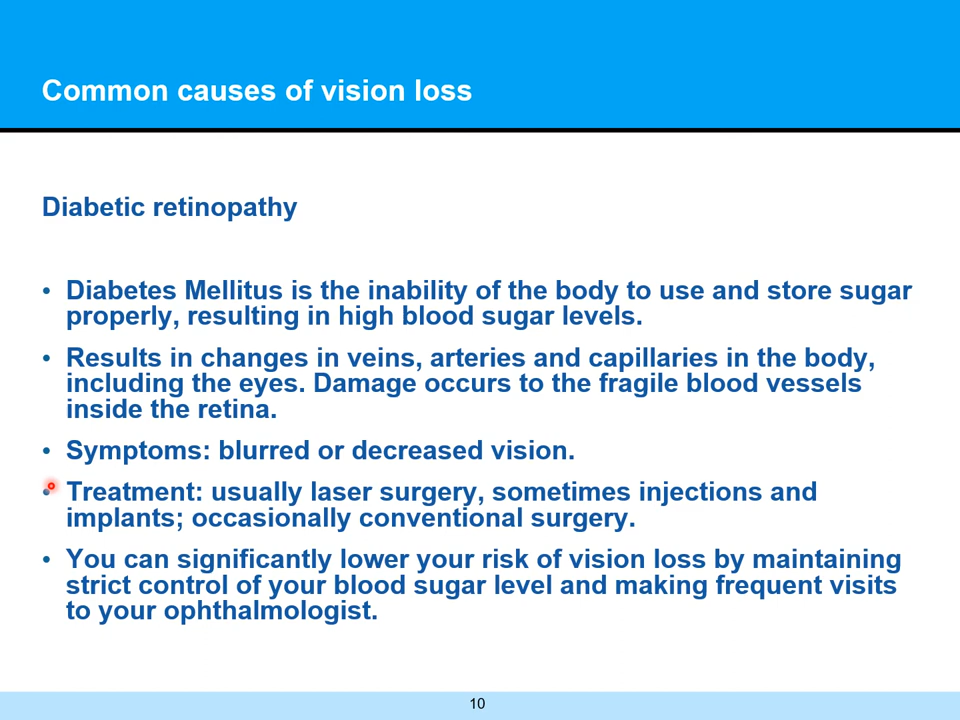 Common causes of vision loss
Diabetic retinopathy
• Diabetes Mellitus is the inability of the body to use and store sugar
properly, resulting in high blood sugar levels.
• Results in changes in veins, arteries and capillaries in the body,
including the eyes. Damage occurs to the fragile blood vessels
inside the retina.
• Symptoms: blurred or decreased vision.
• Treatment: usually laser surgery, sometimes injections and
implants; occasionally conventional surgery.
• You can significantly lower your risk of vision loss by maintaining
strict control of your blood sugar level and making frequent visits
to your ophthalmologist.
10